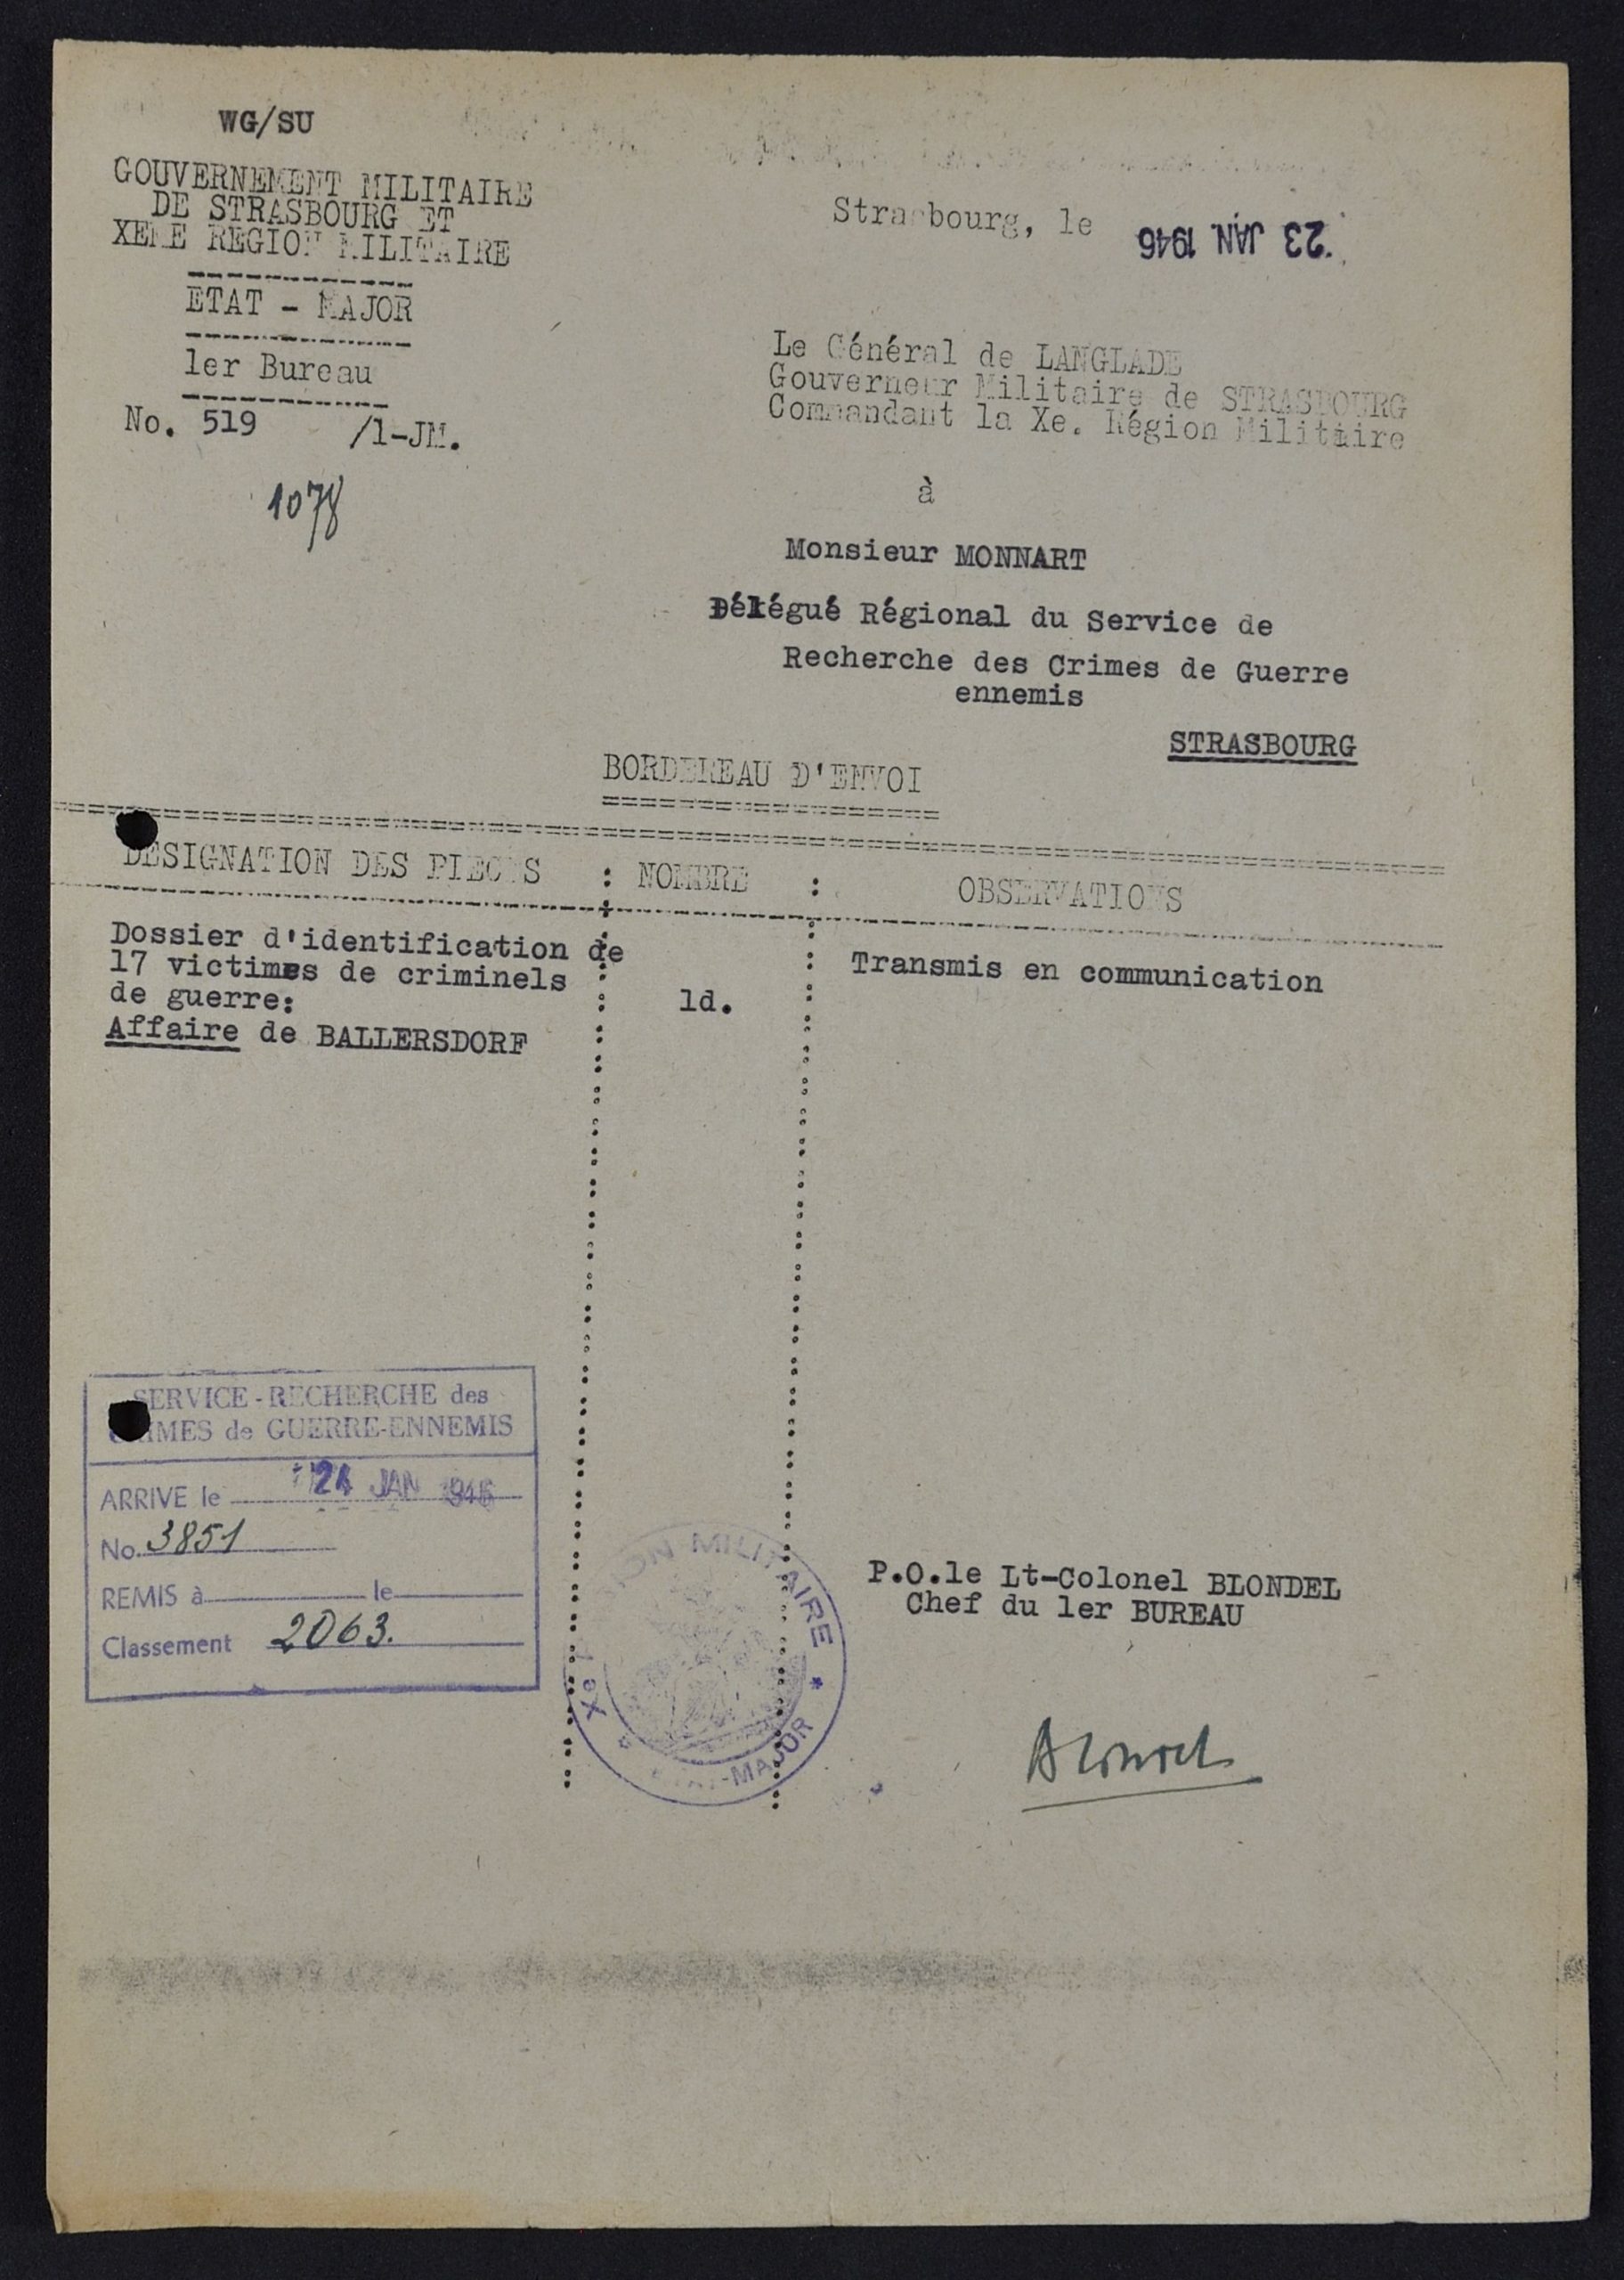 WG/SU
GOUVERNEMENT MILITAIRE
DE STRASBOURG ET
XEME REGION MILITAIRE
ETAT - MAJOR
1er Bureau
No. 519 /1-JM.
1078
Strasbourg, le 23 JAN. 1946
Le Général de LANGLADE
Gouverneur Militaire de STRASBOURG
Commandant la Xe. Région Militaire
à
Monsieur MONNART
Délégué Régional du Service de
Recherche des Crimes de Guerre
ennemis
STRASBOURG
BORDEREAU D'ENVOI
DESIGNATION DES PIECES : NOMBRE : OBSERVATIONS
Dossier d'identification de
17 victimes de criminels
de guerre:
Affaire de BALLERSDORF
1d.
Transmis en communication
SERVICE-RECHERCHE des
CRIMES de GUERRE-ENNEMIS
ARRIVE le 24 JAN 1946
No. 3851
REMIS à le
Classement 2063.
Xe MILITAIRE
ETAT-MAJOR
P.O.le Lt-Colonel BLONDEL
Chef du 1er BUREAU
Blondel